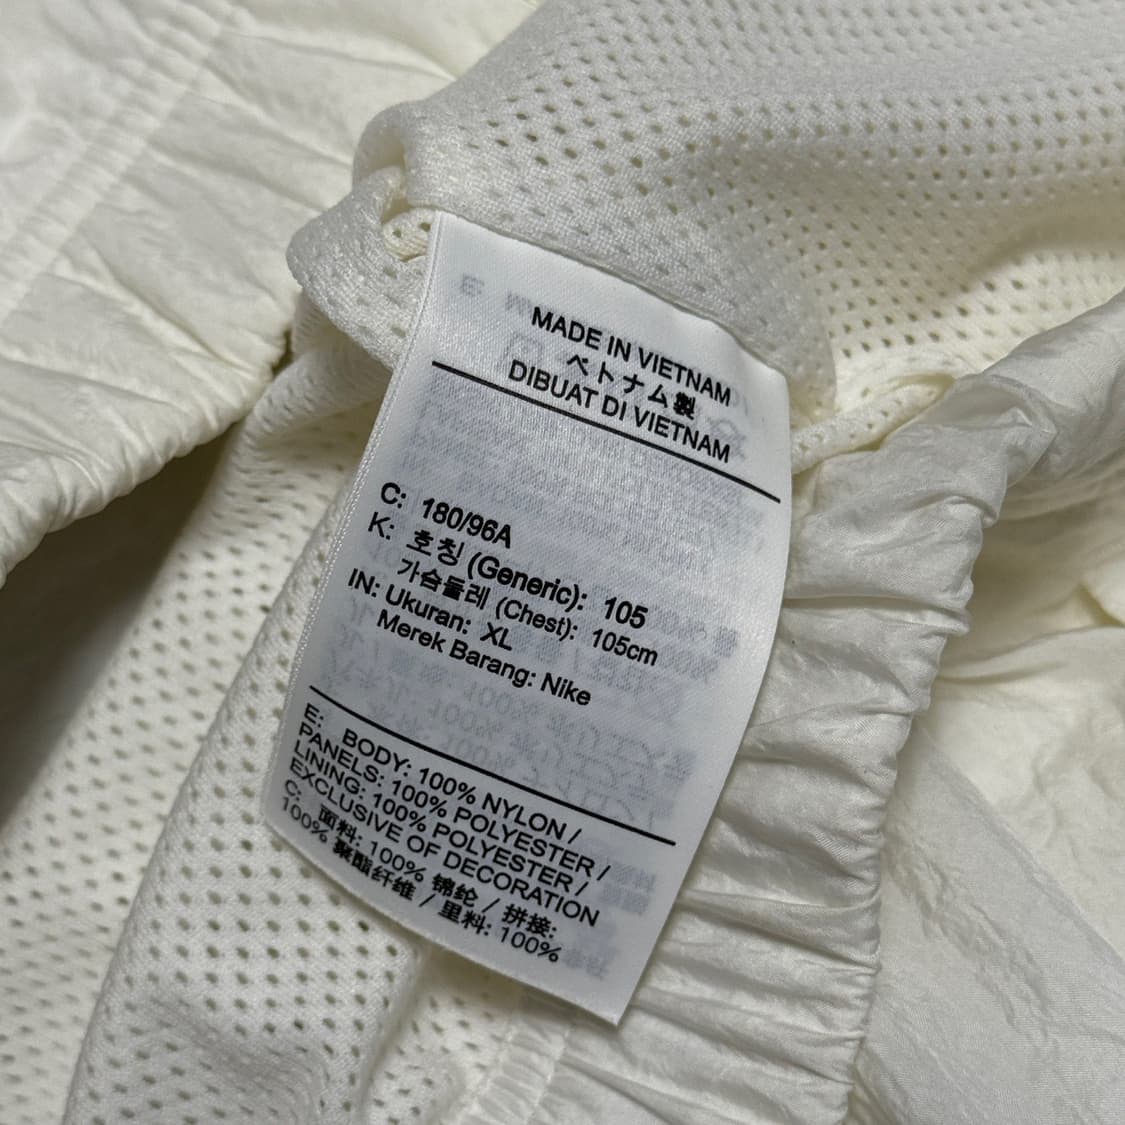 MADE IN VIETNAM
ベトナム製
DIBUAT DI VIETNAM
C: 180/96A
K: 호칭 (Generic): 105
가슴둘레 (Chest): 105cm
IN: Ukuran: XL
Merek Barang: Nike
E: BODY: 100% NYLON /
PANELS: 100% POLYESTER /
LINING: 100% POLYESTER /
EXCLUSIVE OF DECORATION
C: 面料: 100% 锦纶 / 拼接:
100% 聚酯纤维 / 里料: 100%